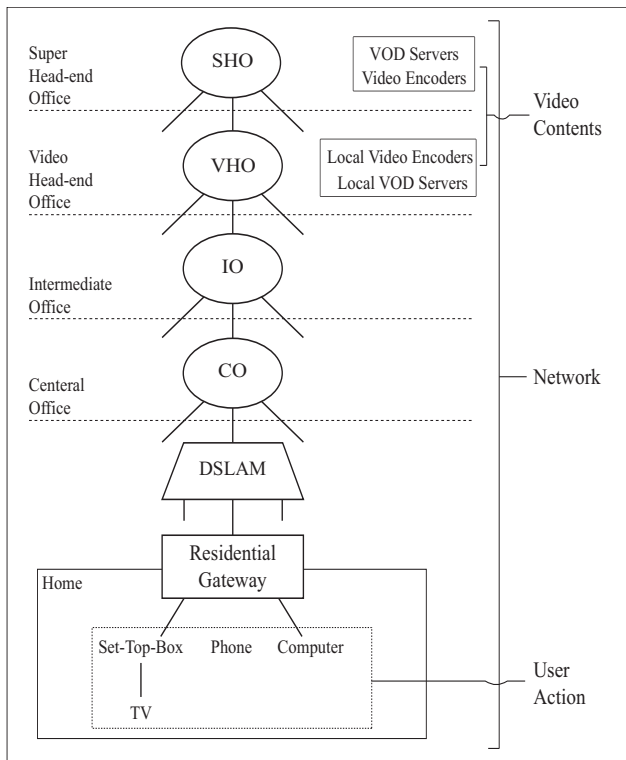 Super
Head-end
Office
SHO
VOD Servers
Video Encoders
Video
Contents
Video
Head-end
Office
VHO
Local Video Encoders
Local VOD Servers
Intermediate
Office
IO
Network
Centeral
Office
CO
DSLAM
Residential
Gateway
Home
Set-Top-Box
Phone
Computer
TV
User
Action